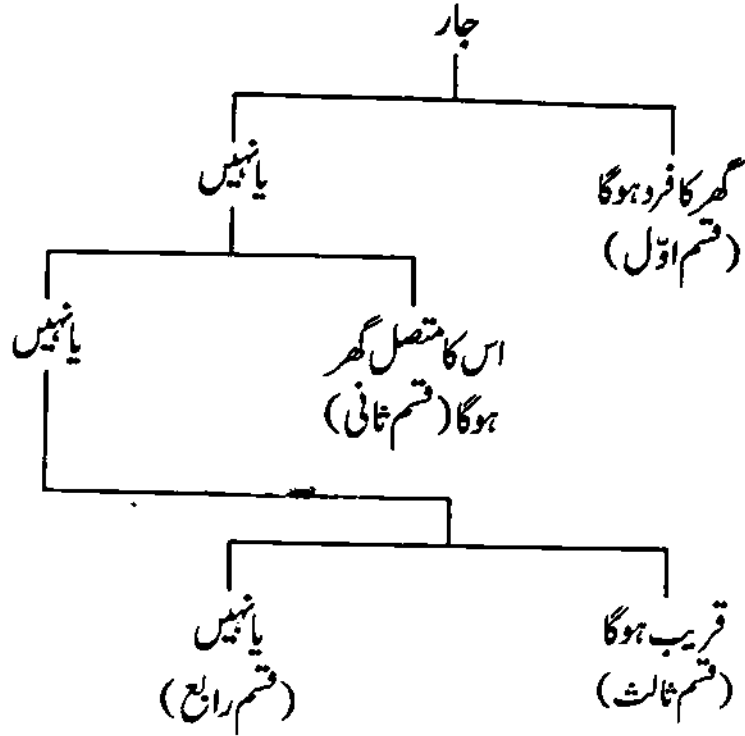 جار
گھر کا فرد ہوگا
(قسم اوّل)
یا نہیں
اس کا متصل گھر
ہوگا (قسم ثانی)
یا نہیں
قریب ہوگا
(قسم ثالث)
یا نہیں
(قسم رابع)